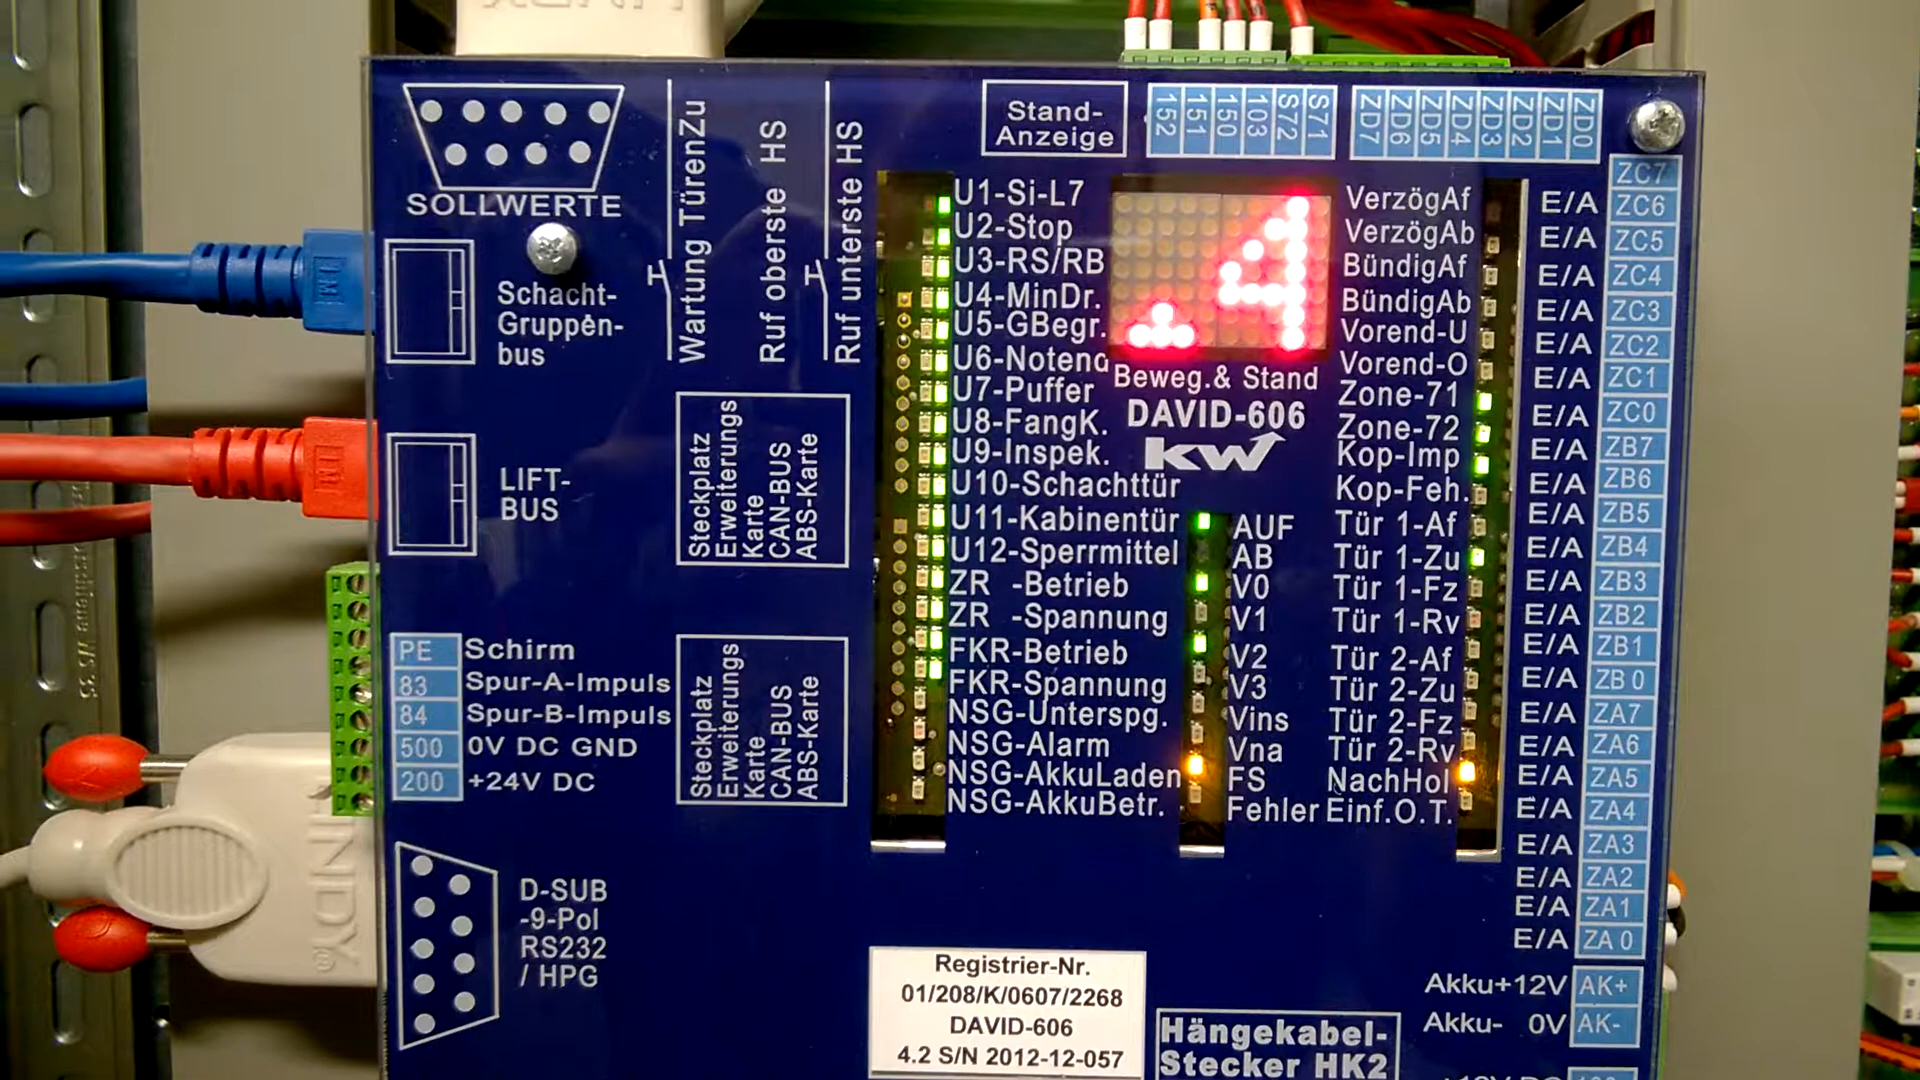 SOLLWERTE
Schacht-
Gruppen-
bus
LIFT-
BUS
PE Schirm
83 Spur-A-Impuls
84 Spur-B-Impuls
500 0V DC GND
200 +24V DC
LINDY®
D-SUB
-9-Pol
RS232
/ HPG
Wartung TürenZu
Ruf oberste HS
Ruf unterste HS
Steckplatz
Erweiterungs
Karte
CAN-BUS
ABS-Karte
Steckplatz
Erweiterungs
Karte
CAN-BUS
ABS-Karte
Stand-
Anzeige
152
151
150
103
S72
S71
ZD7
ZD6
ZD5
ZD4
ZD3
ZD2
ZD1
ZD0
U1-Si-L7
U2-Stop
U3-RS/RB
U4-MinDr.
U5-GBegr.
U6-Notend
U7-Puffer
U8-FangK.
U9-Inspek.
U10-Schachttür
U11-Kabinentür
U12-Sperrmittel
ZR -Betrieb
ZR -Spannung
FKR-Betrieb
FKR-Spannung
NSG-Unterspg.
NSG-Alarm
NSG-AkkuLaden
NSG-AkkuBetr.
4
Beweg.& Stand
DAVID-606
kw
AUF
AB
V0
V1
V2
V3
Vins
Vna
FS
Fehler
VerzögAf
VerzögAb
BündigAf
BündigAb
Vorend-U
Vorend-O
Zone-71
Zone-72
Kop-Imp
Kop-Feh.
Tür 1-Af
Tür 1-Zu
Tür 1-Fz
Tür 1-Rv
Tür 2-Af
Tür 2-Zu
Tür 2-Fz
Tür 2-Rv
NachHol
Einf.O.T.
ZC7
E/A ZC6
E/A ZC5
E/A ZC4
E/A ZC3
E/A ZC2
E/A ZC1
E/A ZC0
E/A ZB7
E/A ZB6
E/A ZB5
E/A ZB4
E/A ZB3
E/A ZB2
E/A ZB1
E/A ZB0
E/A ZA7
E/A ZA6
E/A ZA5
E/A ZA4
E/A ZA3
E/A ZA2
E/A ZA1
E/A ZA0
Akku+12V AK+
Akku- 0V AK-
Registrier-Nr.
01/208/K/0607/2268
DAVID-606
4.2 S/N 2012-12-057
Hängekabel-
Stecker HK2